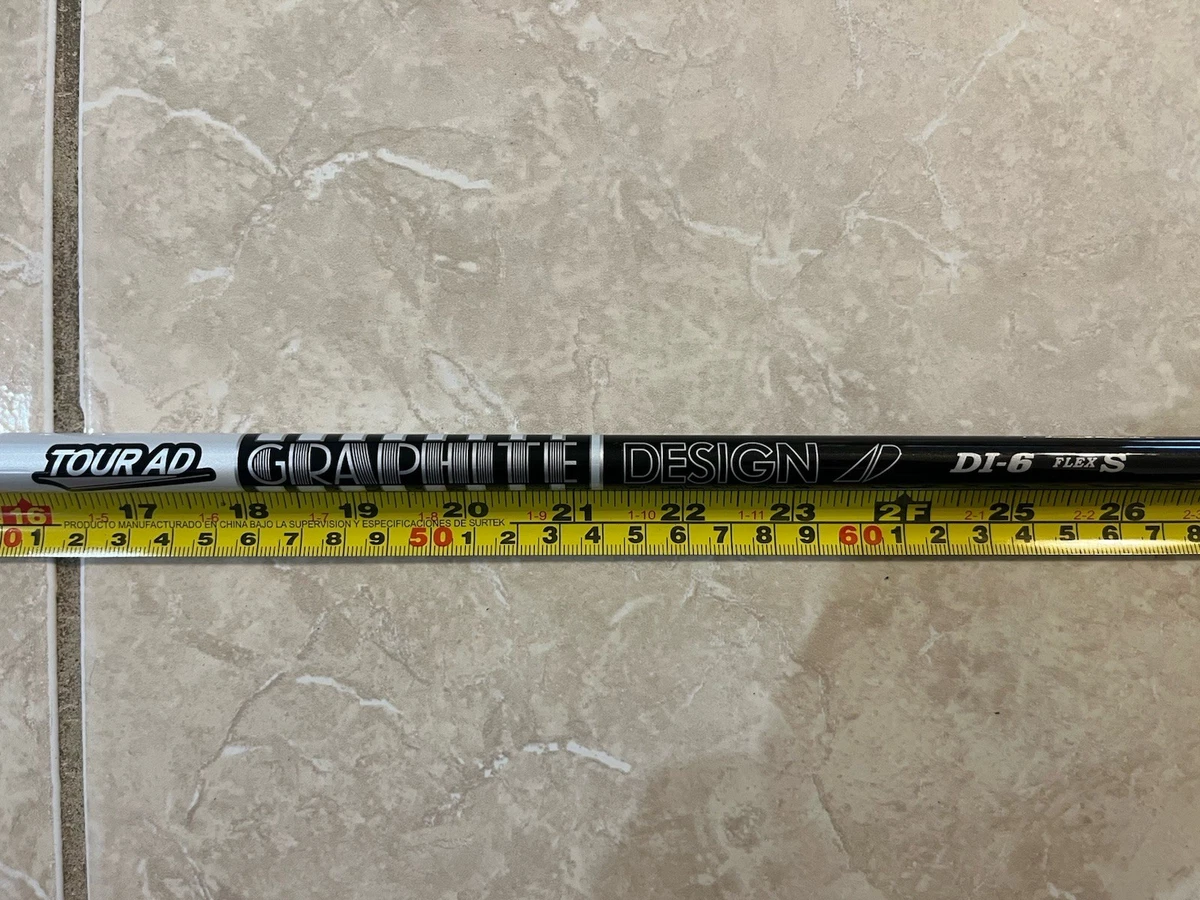 TOUR AD GRAPHITE DESIGN DI-6 FLEX S
16 1-5 17 1-6 18 1-7 19 1-8 20 1-9 21 1-10 22 1-11 23 2F 2-1 25 2-2 26
PRODUCTO MANUFACTURADO EN CHINA BAJO LA SUPERVISION Y ESPECIFICACIONES DE SURTEK
0 1 2 3 4 5 6 7 8 9 50 1 2 3 4 5 6 7 8 9 60 1 2 3 4 5 6 7 8